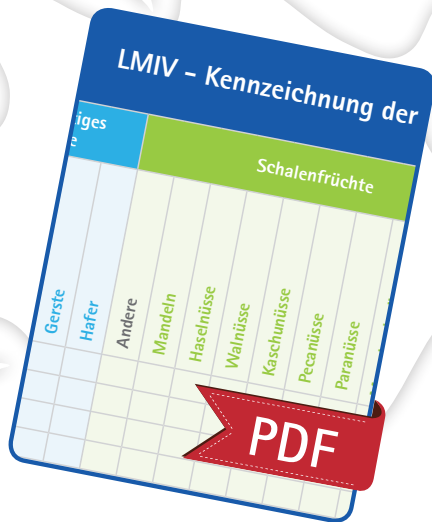 LMIV – Kennzeichnung der
Schalenfrüchte
Gerste
Hafer
Andere
Mandeln
Haselnüsse
Walnüsse
Kaschunüsse
Pecanüsse
Paranüsse
PDF